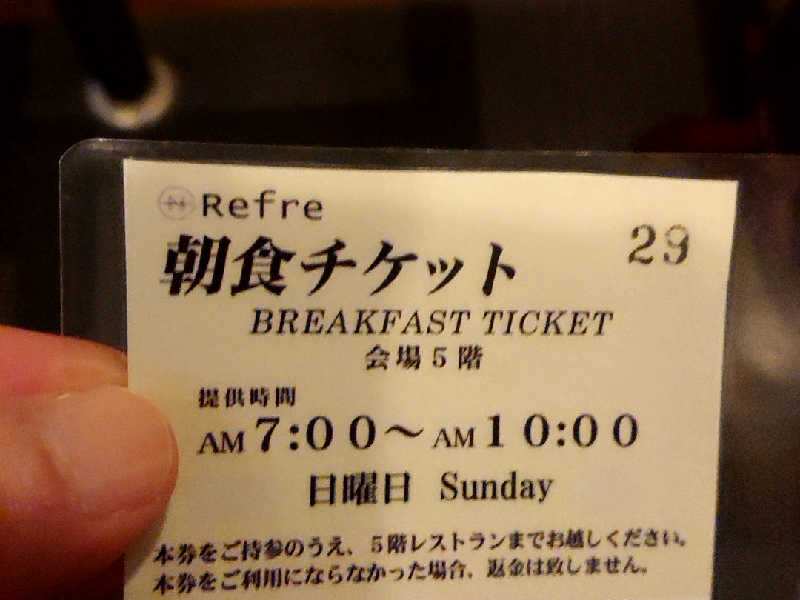 Refre
29
朝食チケット
BREAKFAST TICKET
会場5階
提供時間
AM 7:00～AM 10:00
日曜日 Sunday
本券をご持参のうえ、5階レストランまでお越しください。
本券をご利用にならなかった場合、返金は致しません。